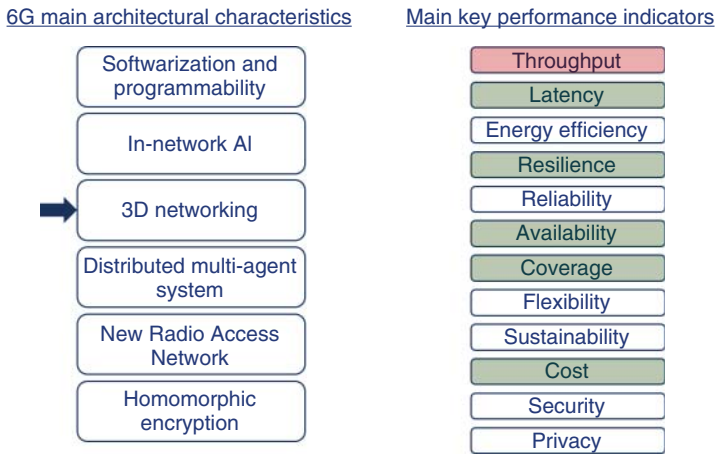 6G main architectural characteristics
Softwarization and
programmability
In-network AI
3D networking
Distributed multi-agent
system
New Radio Access
Network
Homomorphic
encryption
Main key performance indicators
Throughput
Latency
Energy efficiency
Resilience
Reliability
Availability
Coverage
Flexibility
Sustainability
Cost
Security
Privacy